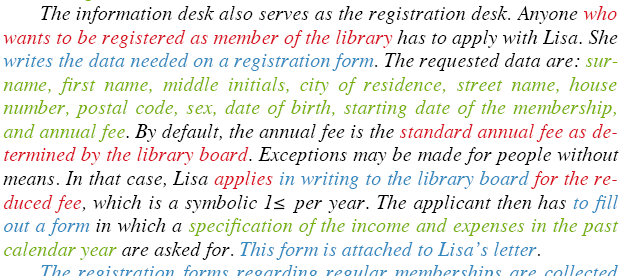 The information desk also serves as the registration desk. Anyone who
wants to be registered as member of the library has to apply with Lisa. She
writes the data needed on a registration form. The requested data are: sur-
name, first name, middle initials, city of residence, street name, house
number, postal code, sex, date of birth, starting date of the membership,
and annual fee. By default, the annual fee is the standard annual fee as de-
termined by the library board. Exceptions may be made for people without
means. In that case, Lisa applies in writing to the library board for the re-
duced fee, which is a symbolic 1≤ per year. The applicant then has to fill
out a form in which a specification of the income and expenses in the past
calendar year are asked for. This form is attached to Lisa's letter.
The registration forms regarding regular memberships are collected